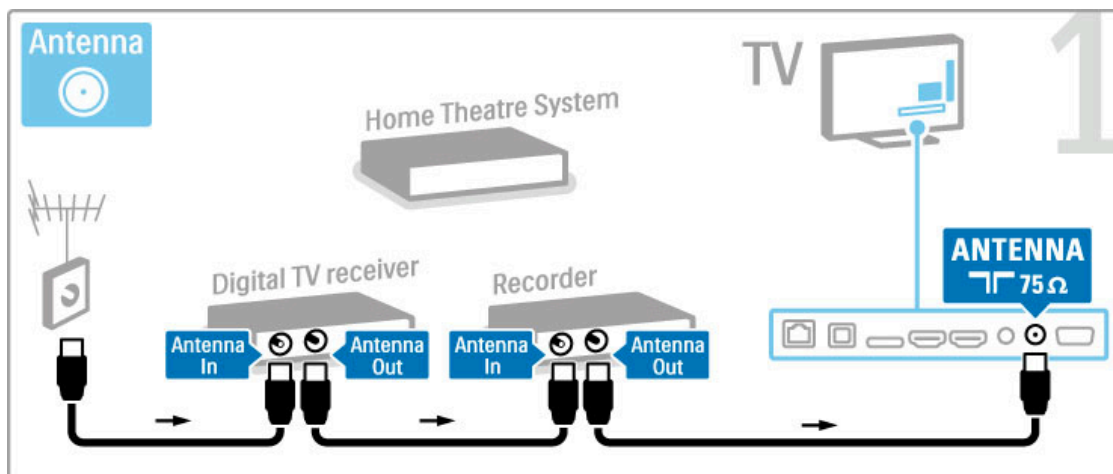 Antenna
TV
1
Home Theatre System
Digital TV receiver
Recorder
ANTENNA
75 Ω
Antenna
In
Antenna
Out
Antenna
In
Antenna
Out